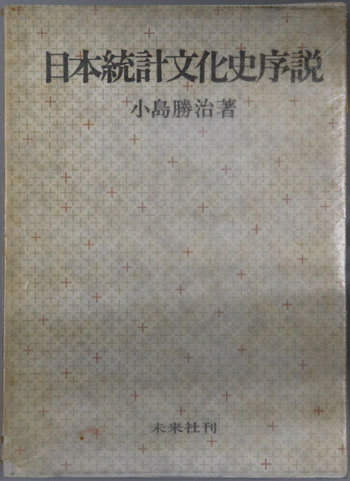 日本統計文化史序説
小島勝治著
未来社刊